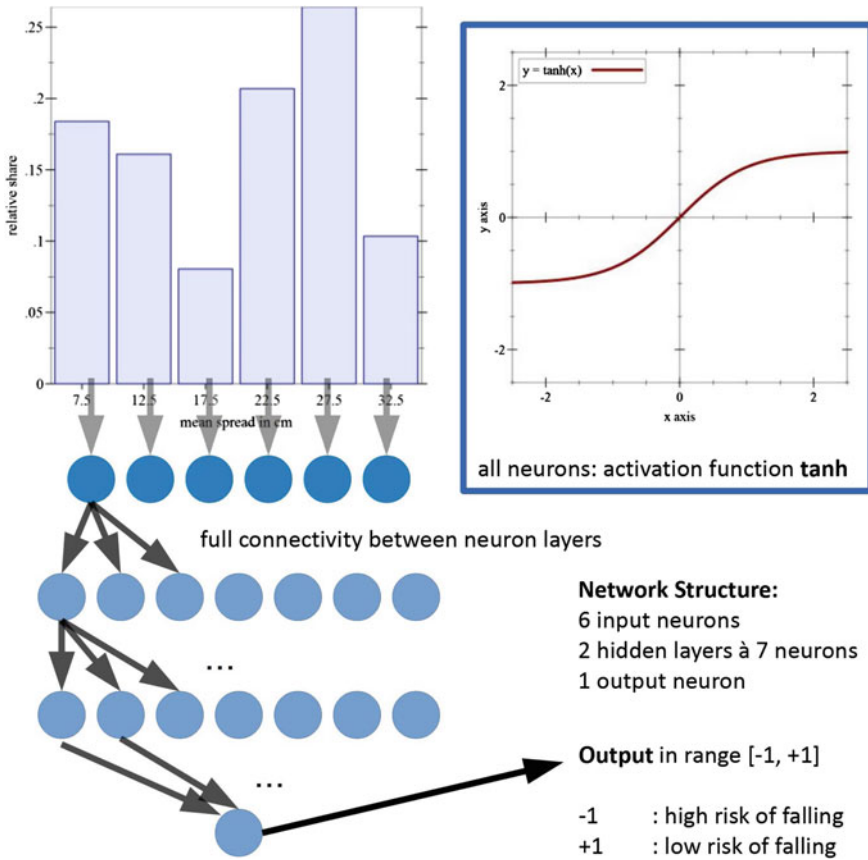 .25
.2
.15
.1
.05
0
relative share
7.5 12.5 17.5 22.5 27.5 32.5
mean spread in cm
y = tanh(x)
2
0
-2
y axis
-2 0 2
x axis
all neurons: activation function tanh
full connectivity between neuron layers
...
...
Network Structure:
6 input neurons
2 hidden layers à 7 neurons
1 output neuron
Output in range [-1, +1]
-1 : high risk of falling
+1 : low risk of falling